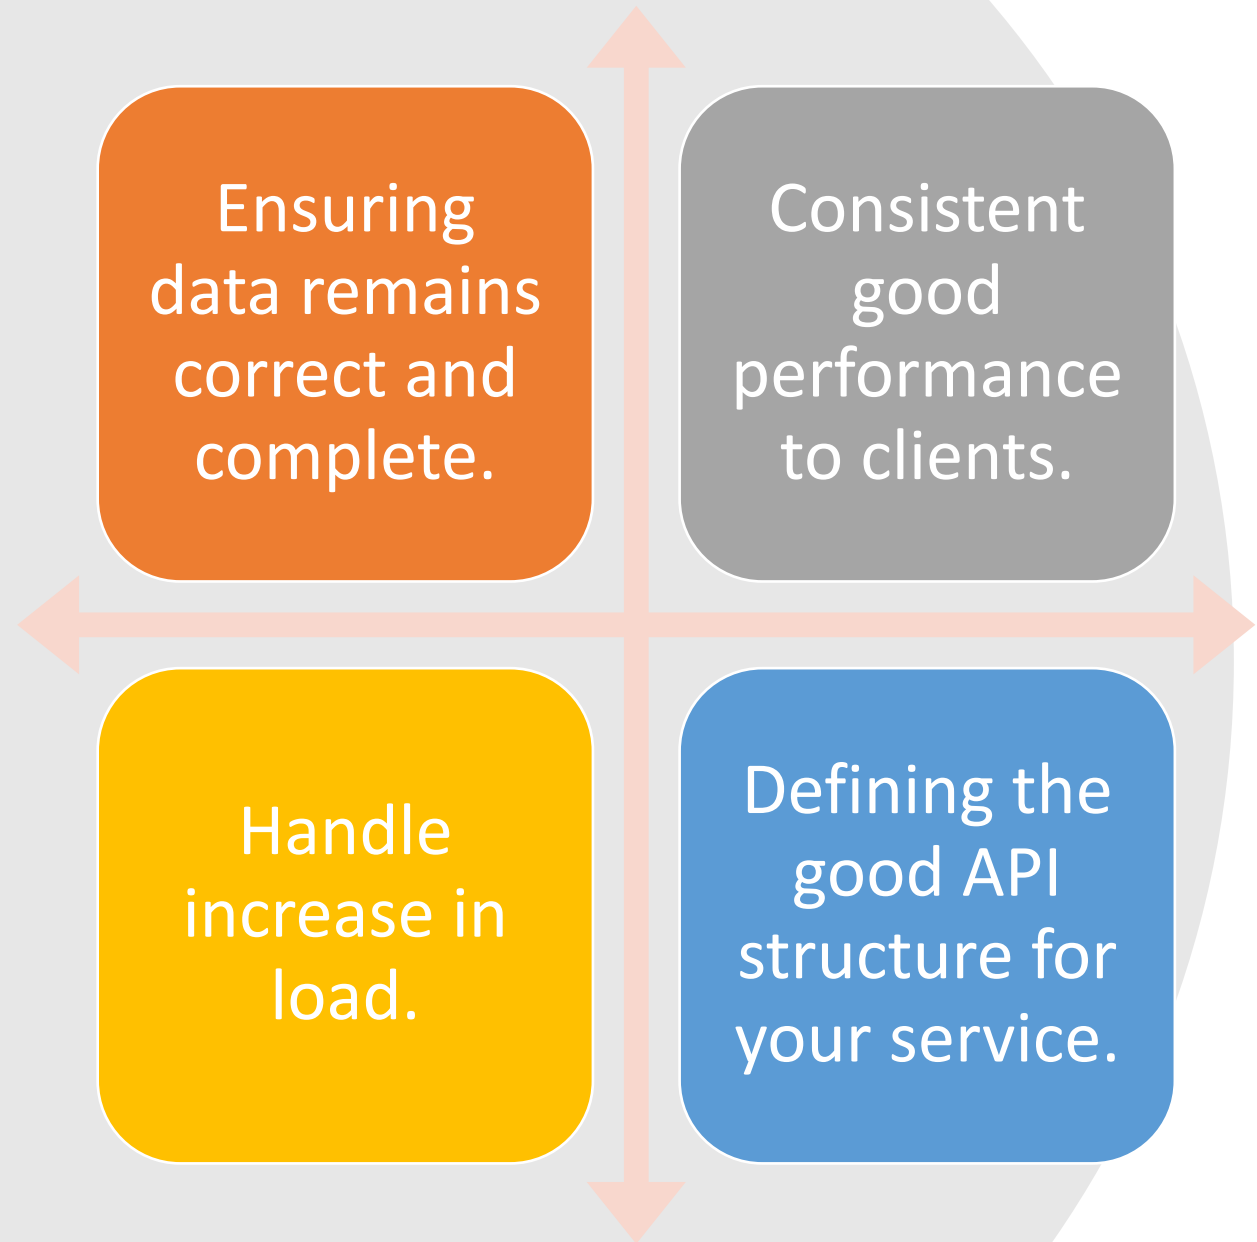 Ensuring
data remains
correct and
complete.
Consistent
good
performance
to clients.
Handle
increase in
load.
Defining the
good API
structure for
your service.